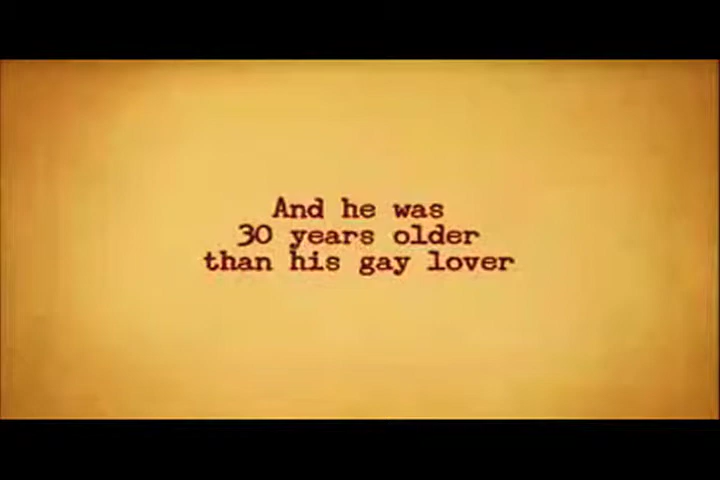 And he was
30 years older
than his gay lover